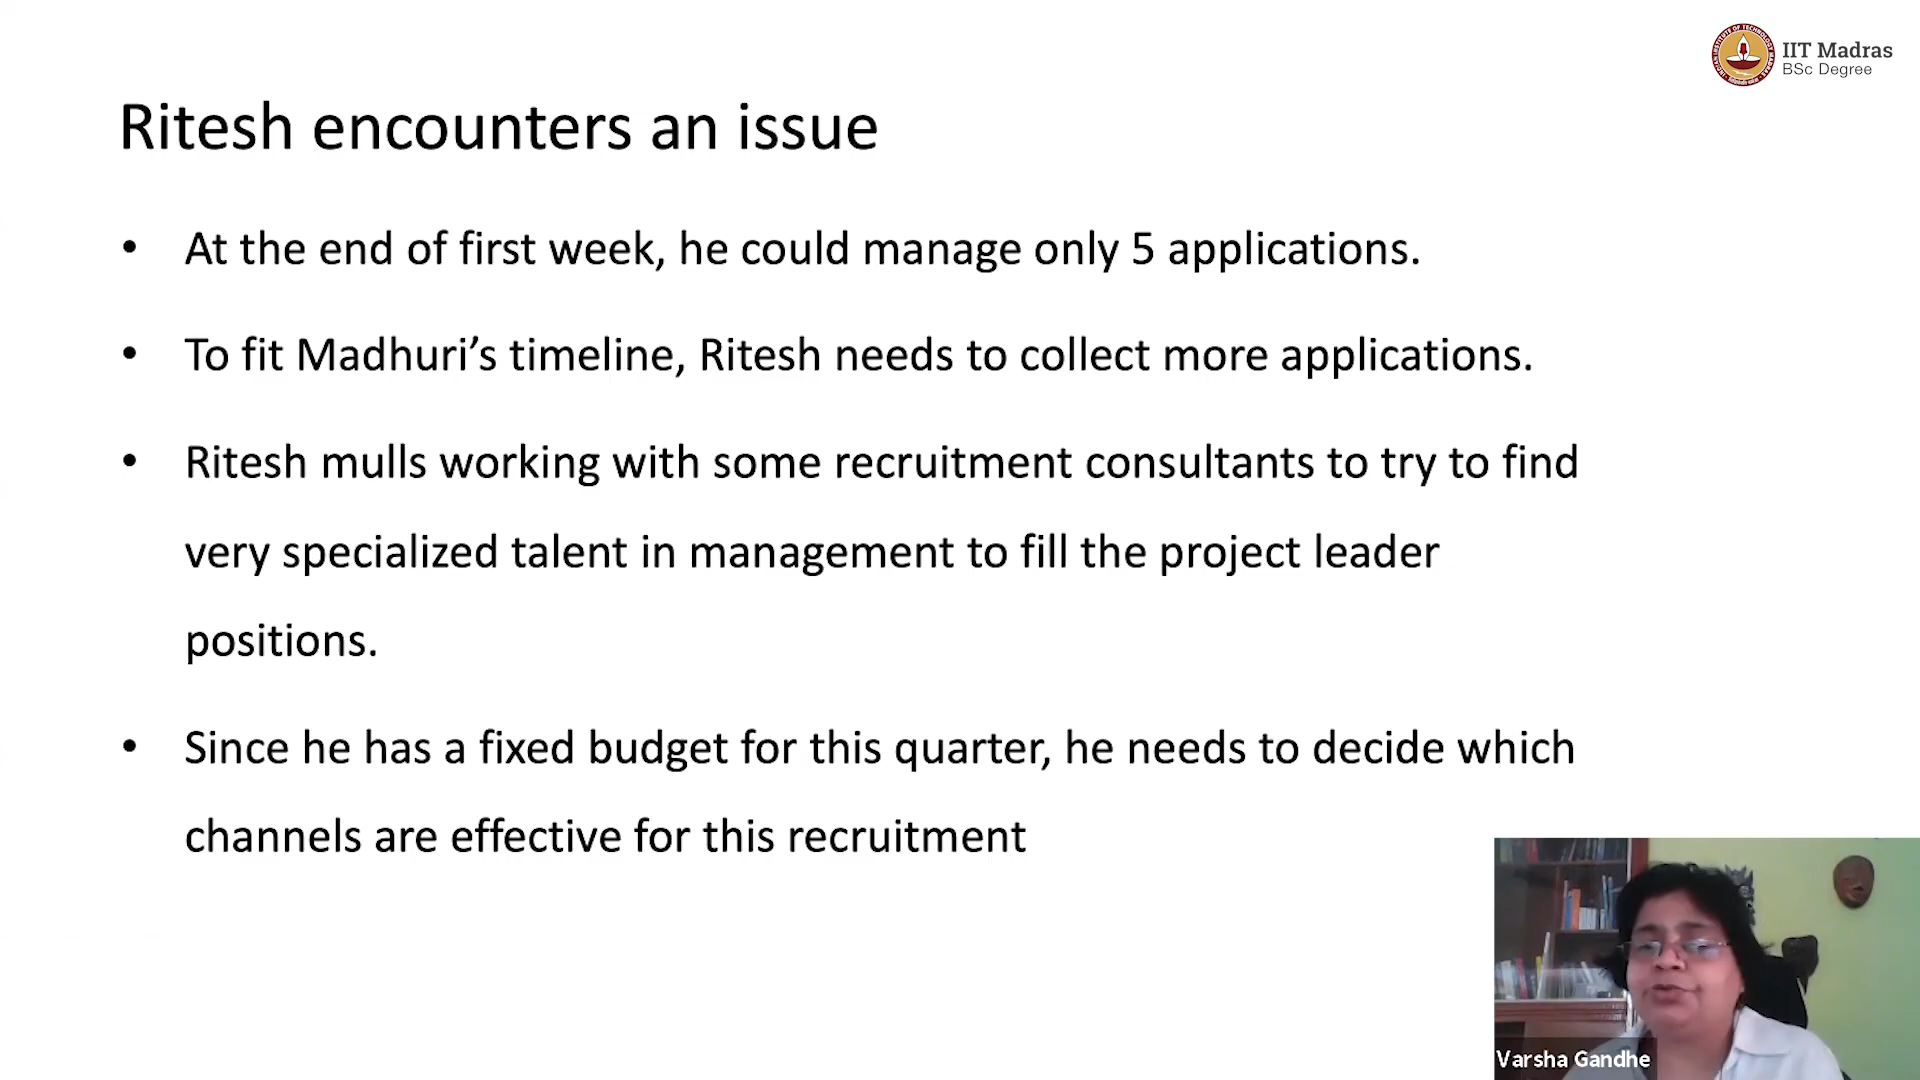 IIT Madras
BSc Degree
Ritesh encounters an issue
• At the end of first week, he could manage only 5 applications.
• To fit Madhuri’s timeline, Ritesh needs to collect more applications.
• Ritesh mulls working with some recruitment consultants to try to find
very specialized talent in management to fill the project leader
positions.
• Since he has a fixed budget for this quarter, he needs to decide which
channels are effective for this recruitment
Varsha Gandhe